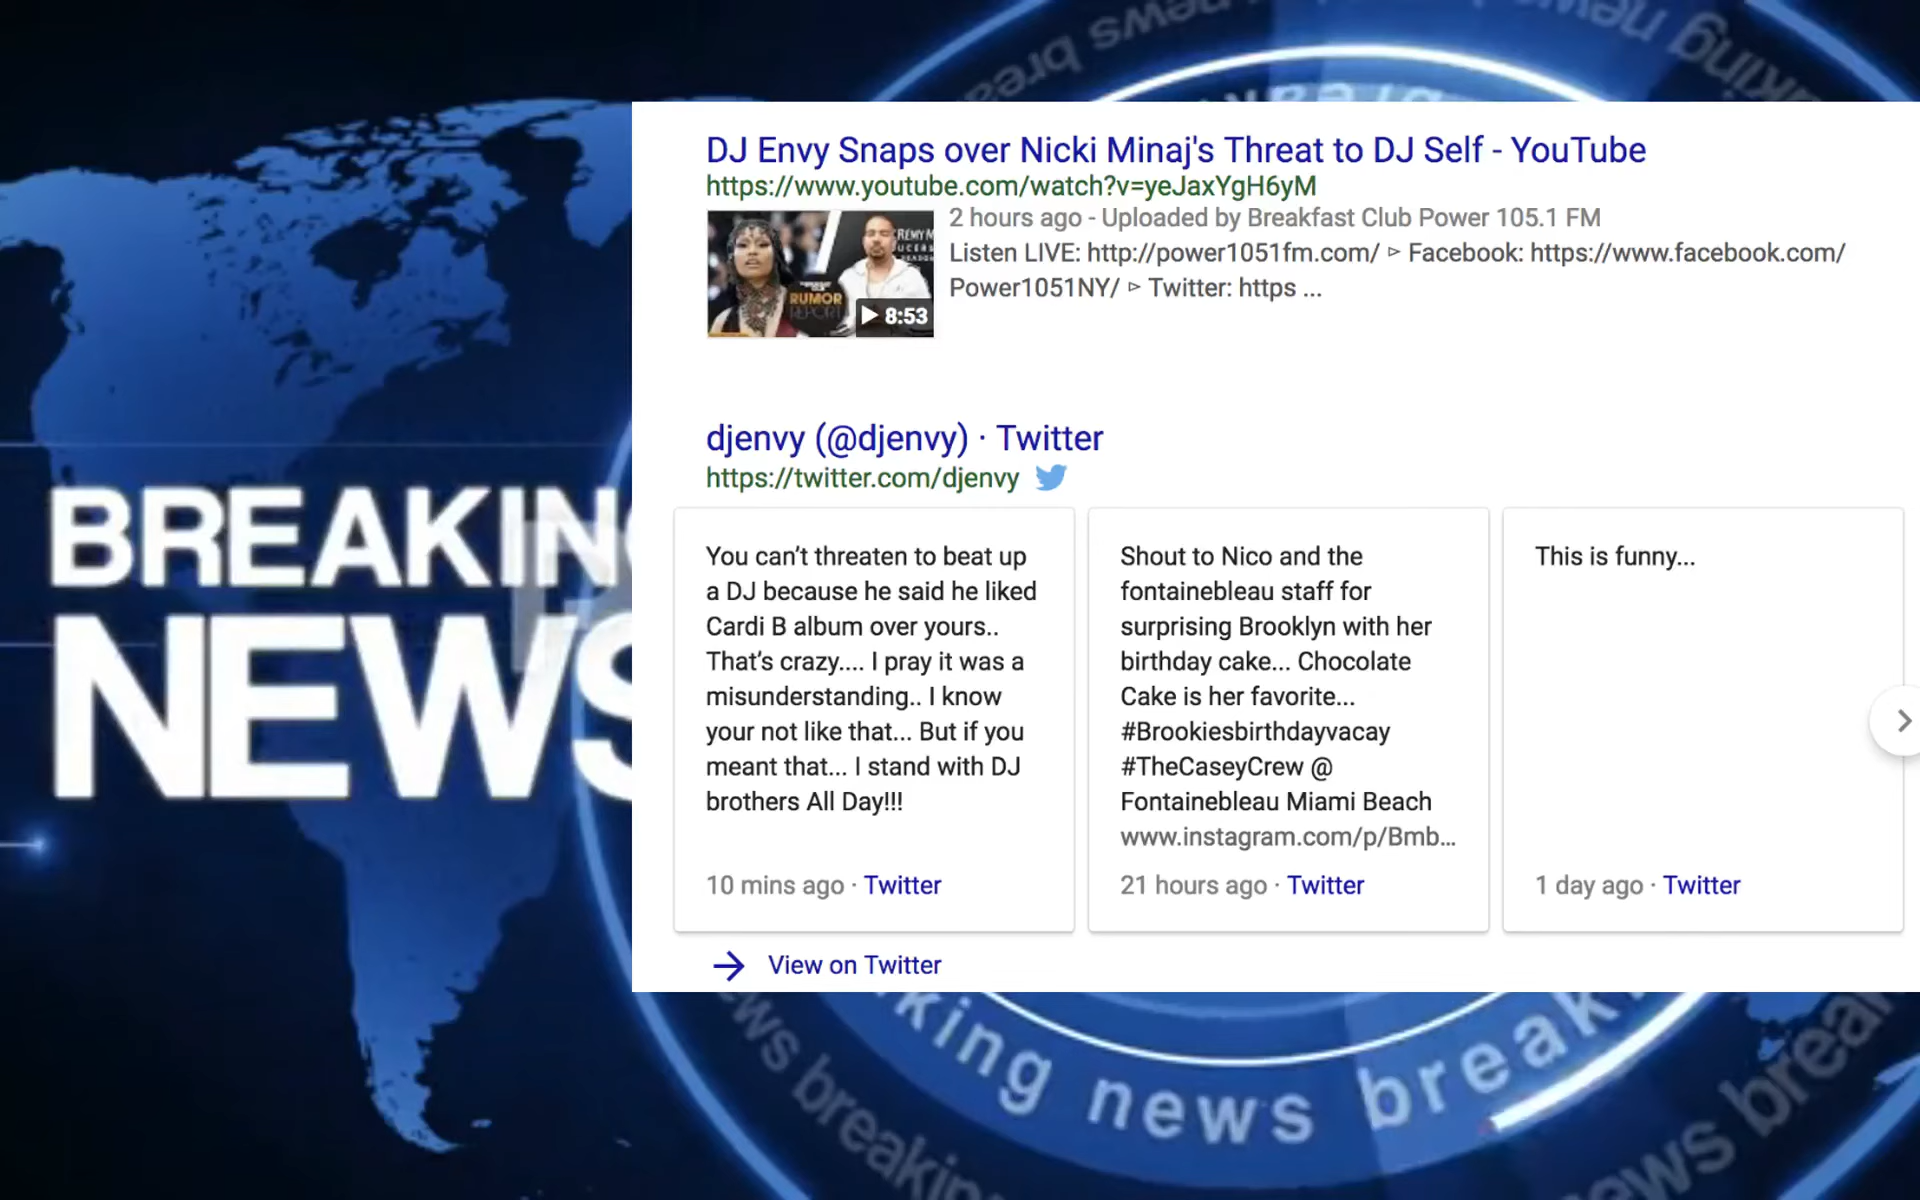 DJ Envy Snaps over Nicki Minaj's Threat to DJ Self - YouTube
https://www.youtube.com/watch?v=yeJaxYgH6yM
2 hours ago - Uploaded by Breakfast Club Power 105.1 FM
Listen LIVE: http://power1051fm.com/ ▹ Facebook: https://www.facebook.com/
Power1051NY/ ▹ Twitter: https ...
RUMOR
REPORT
8:53
djenvy (@djenvy) · Twitter
https://twitter.com/djenvy
You can’t threaten to beat up
a DJ because he said he liked
Cardi B album over yours..
That’s crazy.... I pray it was a
misunderstanding.. I know
your not like that... But if you
meant that... I stand with DJ
brothers All Day!!!
10 mins ago · Twitter
Shout to Nico and the
fontainebleau staff for
surprising Brooklyn with her
birthday cake... Chocolate
Cake is her favorite...
#Brookiesbirthdayvacay
#TheCaseyCrew @
Fontainebleau Miami Beach
www.instagram.com/p/Bmb...
21 hours ago · Twitter
This is funny...
1 day ago · Twitter
View on Twitter
BREAKING
NEWS
king news break
news breaking
news break